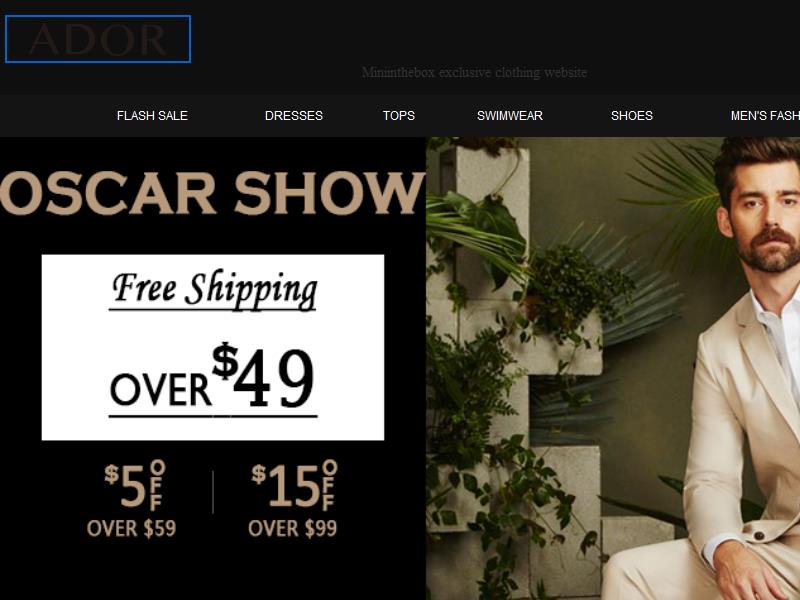 ADOR
Miniinthebox exclusive clothing website
FLASH SALE DRESSES TOPS SWIMWEAR SHOES MEN'S FASH
OSCAR SHOW
Free Shipping
OVER $49
$5 OFF $15 OFF
OVER $59 OVER $99